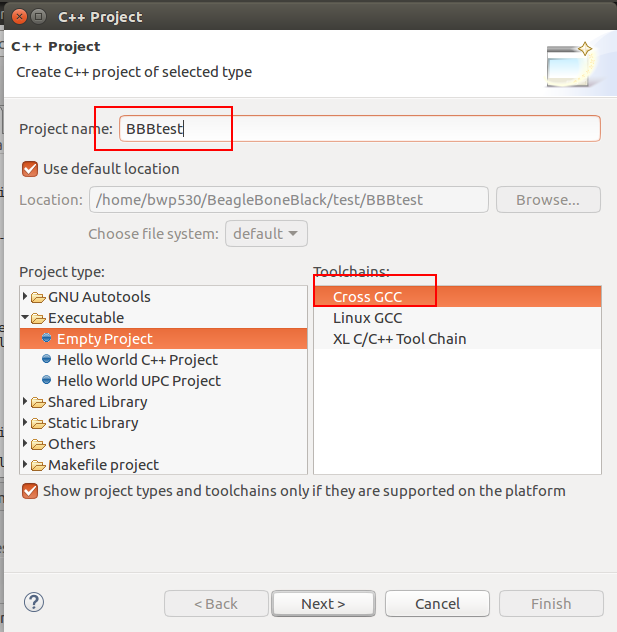 C++ Project
C++ Project
Create C++ project of selected type
Project name: BBBtest
Use default location
Location: /home/bwp530/BeagleBoneBlack/test/BBBtest Browse...
Choose file system: default
Project type: Toolchains:
GNU Autotools Cross GCC
Executable Linux GCC
Empty Project XL C/C++ Tool Chain
Hello World C++ Project
Hello World UPC Project
Shared Library
Static Library
Others
Makefile project
Show project types and toolchains only if they are supported on the platform
? < Back Next > Cancel Finish